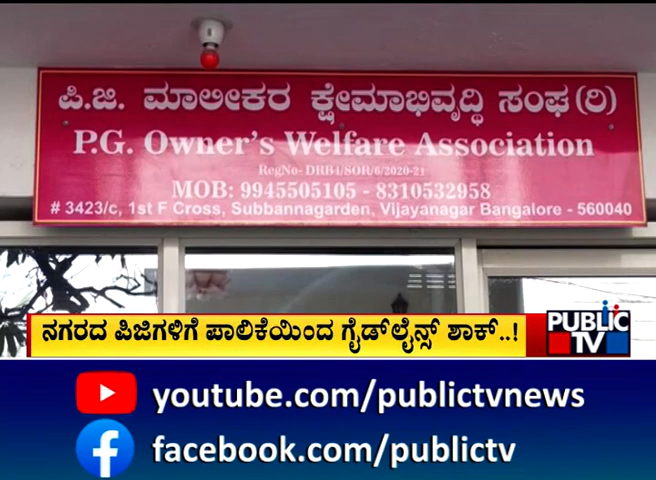 ಪಿ.ಜಿ. ಮಾಲೀಕರ ಕ್ಷೇಮಾಭಿವೃದ್ಧಿ ಸಂಘ(ರಿ)
P.G. Owner's Welfare Association
RegNo- DRB4/SOR/6/2020-21
MOB: 9945505105 - 8310532958
# 3423/c, 1st F Cross, Subbannagarden, Vijayanagar Bangalore - 560040
ನಗರದ ಪಿಜಿಗಳಿಗೆ ಪಾಲಿಕೆಯಿಂದ ಗೈಡ್‌ಲೈನ್ಸ್ ಶಾಕ್..!
PUBLIC
TV
youtube.com/publictvnews
facebook.com/publictv